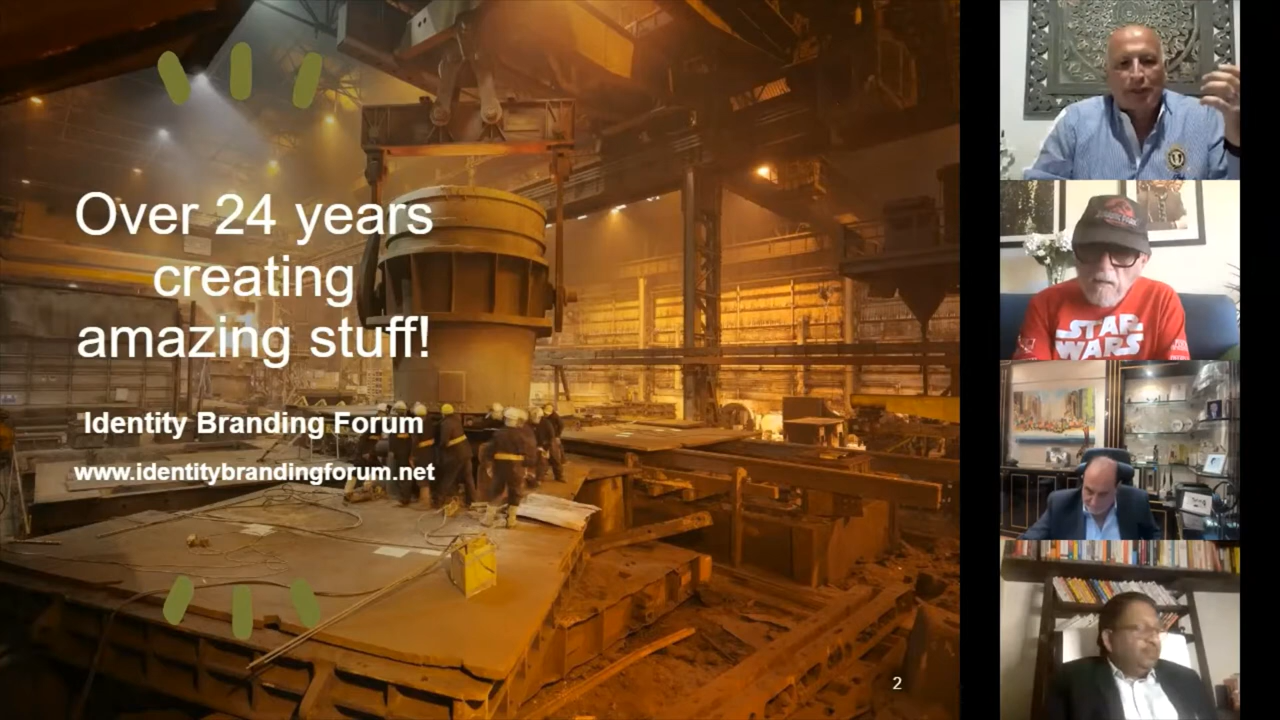 Over 24 years
creating
amazing stuff!
Identity Branding Forum
www.identitybrandingforum.net
2
STAR
WARS